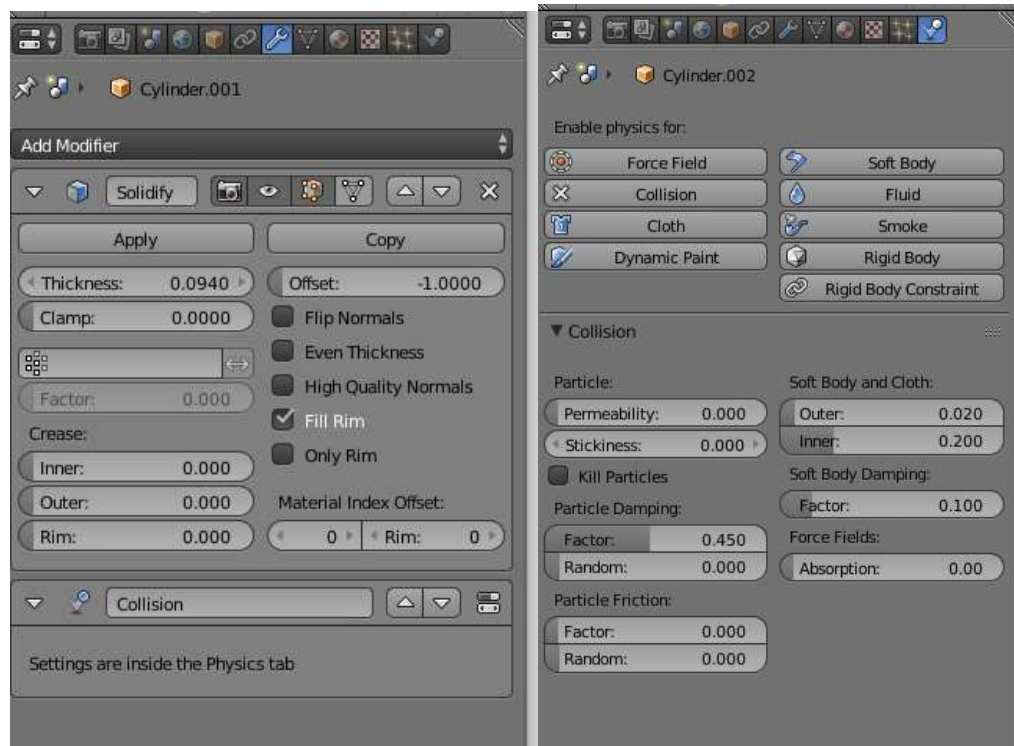 Cylinder.001
Add Modifier
Solidify
Apply
Copy
Thickness: 0.0940
Offset: -1.0000
Clamp: 0.0000
Flip Normals
Even Thickness
High Quality Normals
Factor: 0.000
Fill Rim
Crease:
Only Rim
Inner: 0.000
Outer: 0.000
Material Index Offset:
Rim: 0.000
0
Rim: 0
Collision
Settings are inside the Physics tab
Cylinder.002
Enable physics for:
Force Field
Soft Body
Collision
Fluid
Cloth
Smoke
Dynamic Paint
Rigid Body
Rigid Body Constraint
Collision
Particle:
Permeability: 0.000
Stickiness: 0.000
Kill Particles
Particle Damping:
Factor: 0.450
Random: 0.000
Particle Friction:
Factor: 0.000
Random: 0.000
Soft Body and Cloth:
Outer: 0.020
Inner: 0.200
Soft Body Damping:
Factor: 0.100
Force Fields:
Absorption: 0.00